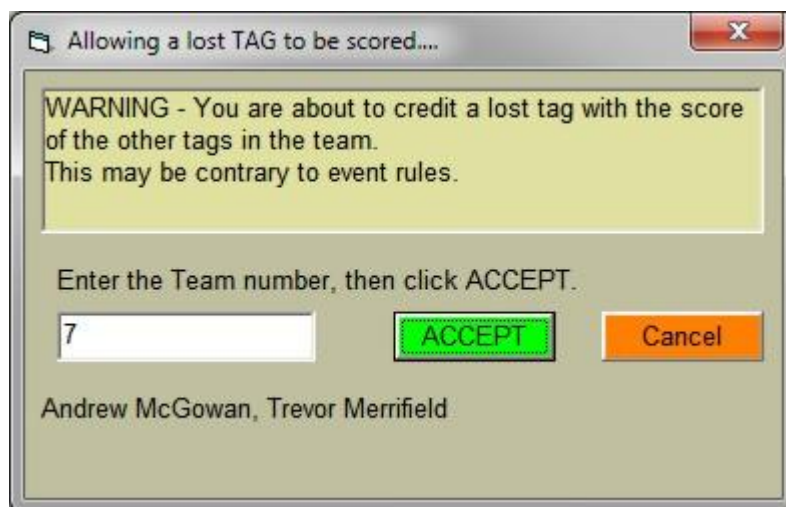 Allowing a lost TAG to be scored....
WARNING - You are about to credit a lost tag with the score
of the other tags in the team.
This may be contrary to event rules.
Enter the Team number, then click ACCEPT.
7
ACCEPT
Cancel
Andrew McGowan, Trevor Merrifield